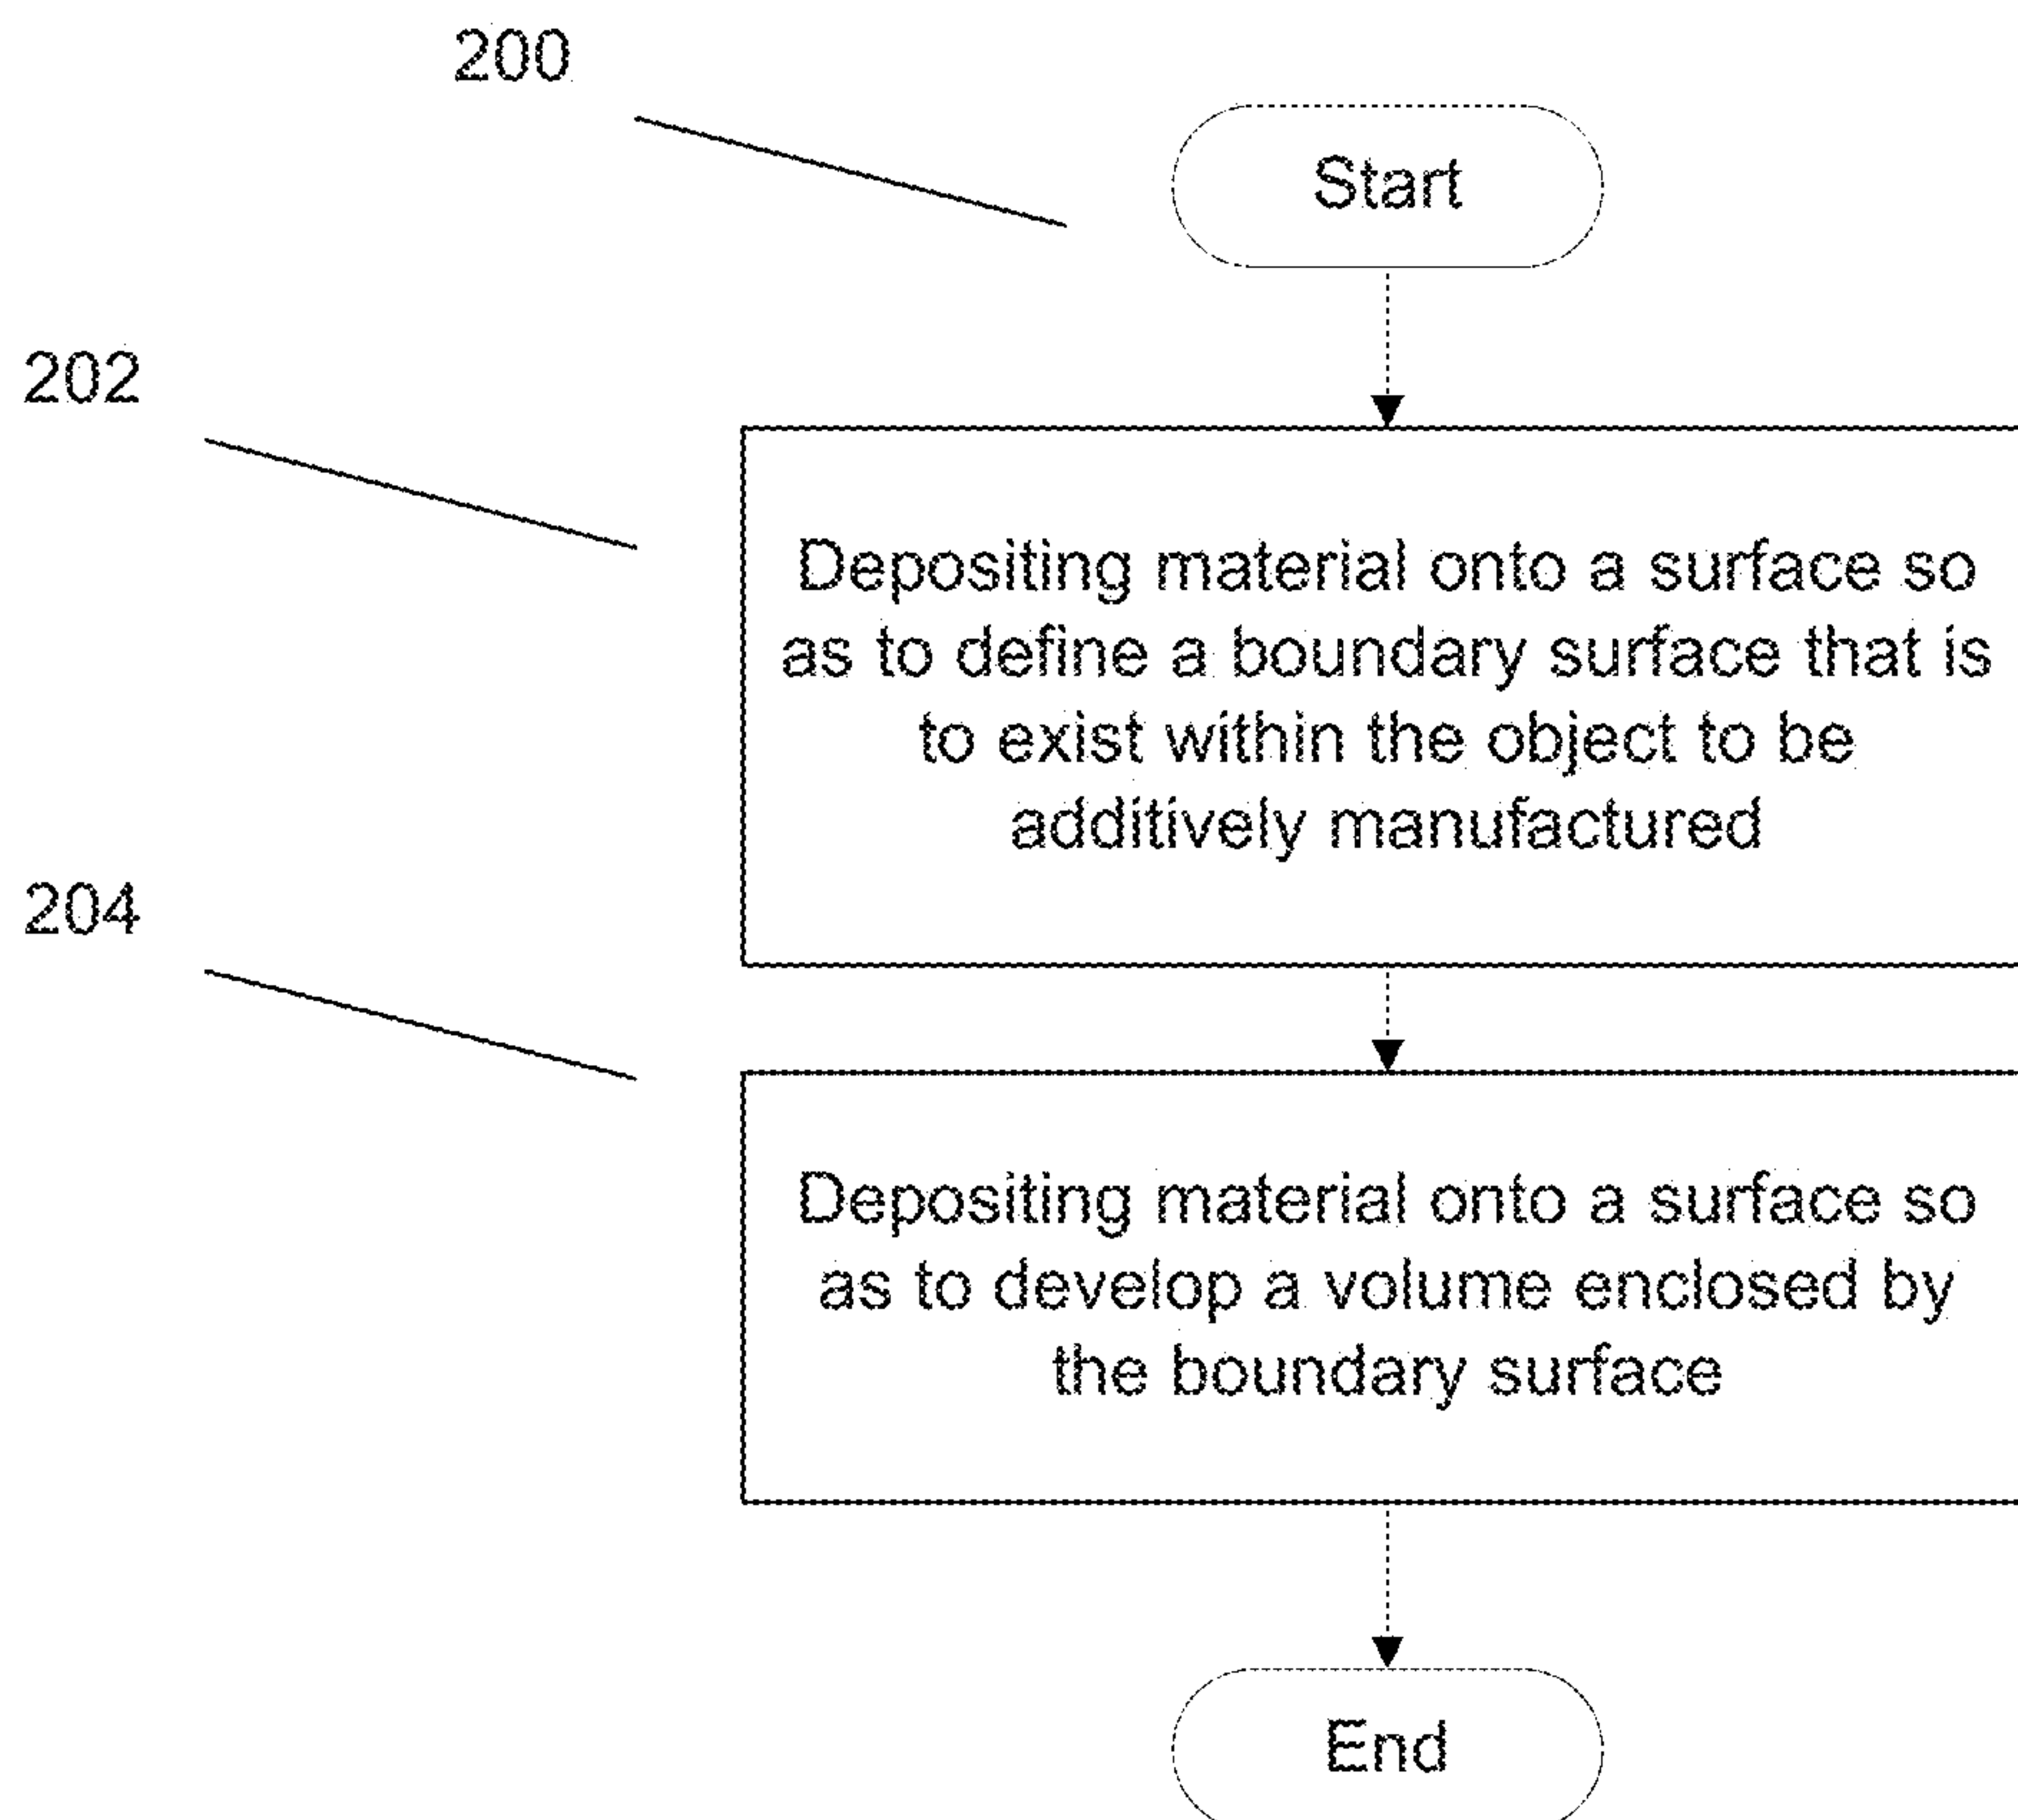 200
Start
202
Depositing material onto a surface so
as to define a boundary surface that is
to exist within the object to be
additively manufactured
204
Depositing material onto a surface so
as to develop a volume enclosed by
the boundary surface
End